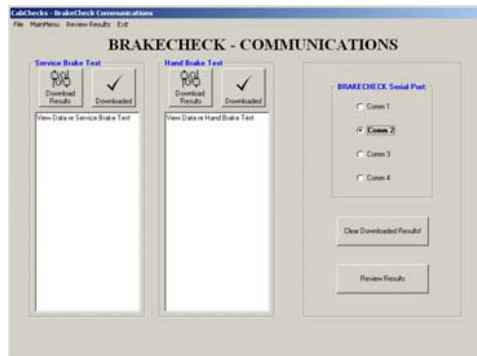 CabChecks - BrakeCheck Communications
File MainMenu Review Results Exit
BRAKECHECK - COMMUNICATIONS
Service Brake Test
Download Results
Downloaded
View Data re Service Brake Test
Hand Brake Test
Download Results
Downloaded
View Data re Hand Brake Test
BRAKECHECK Serial Port
Comm 1
Comm 2
Comm 3
Comm 4
Clear Downloaded Results!
Review Results